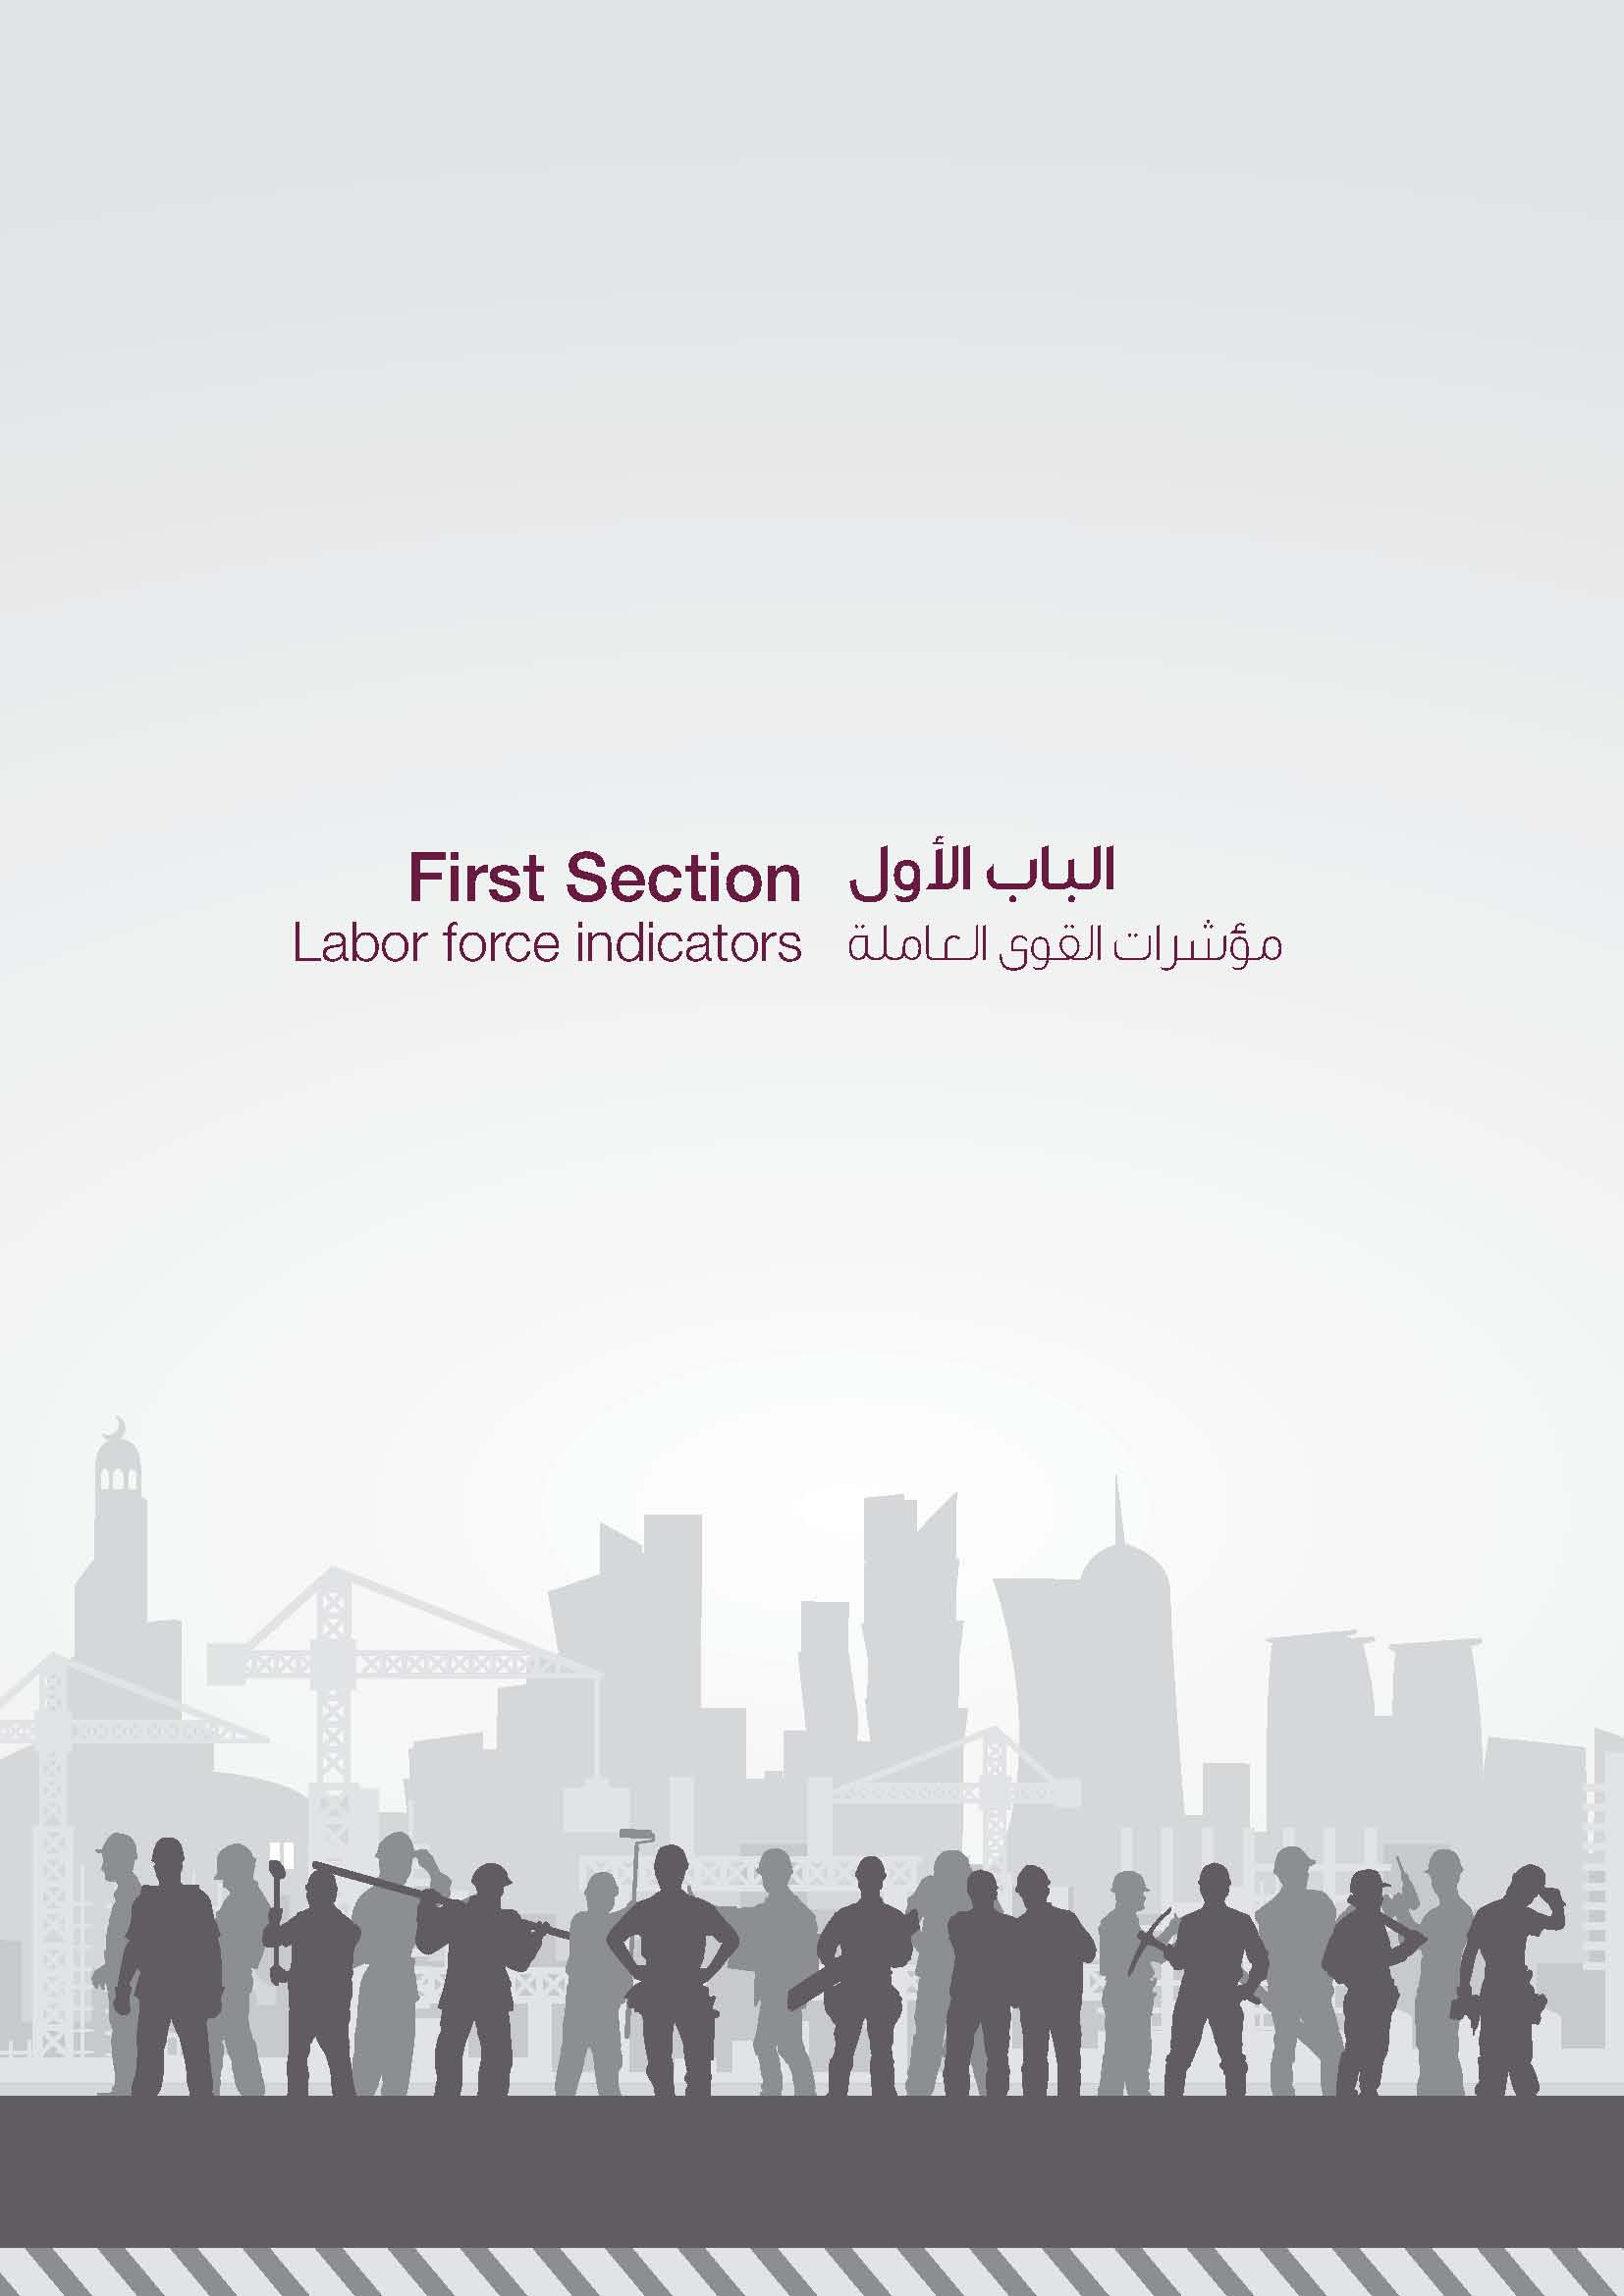 First Section
Labor force indicators
الباب الأول
مؤشرات القوى العاملة